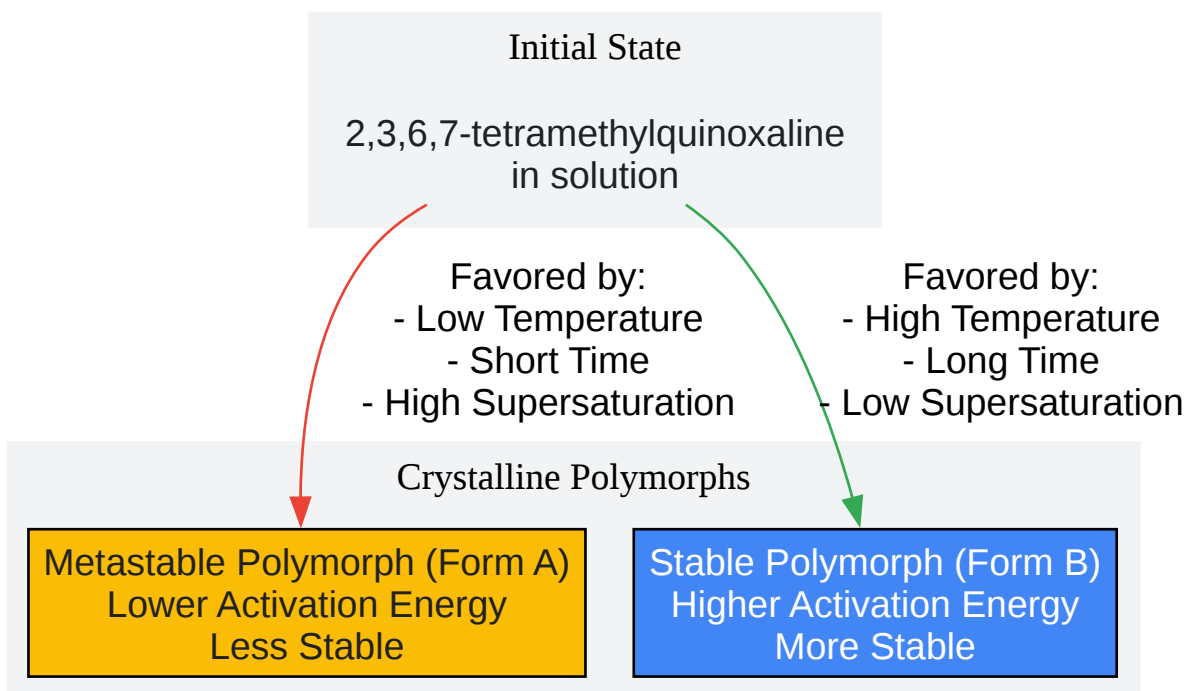 Initial State
2,3,6,7-tetramethylquinoxaline
in solution
Favored by:
- Low Temperature
- Short Time
- High Supersaturation
Favored by:
- High Temperature
- Long Time
- Low Supersaturation
Crystalline Polymorphs
Metastable Polymorph (Form A)
Lower Activation Energy
Less Stable
Stable Polymorph (Form B)
Higher Activation Energy
More Stable